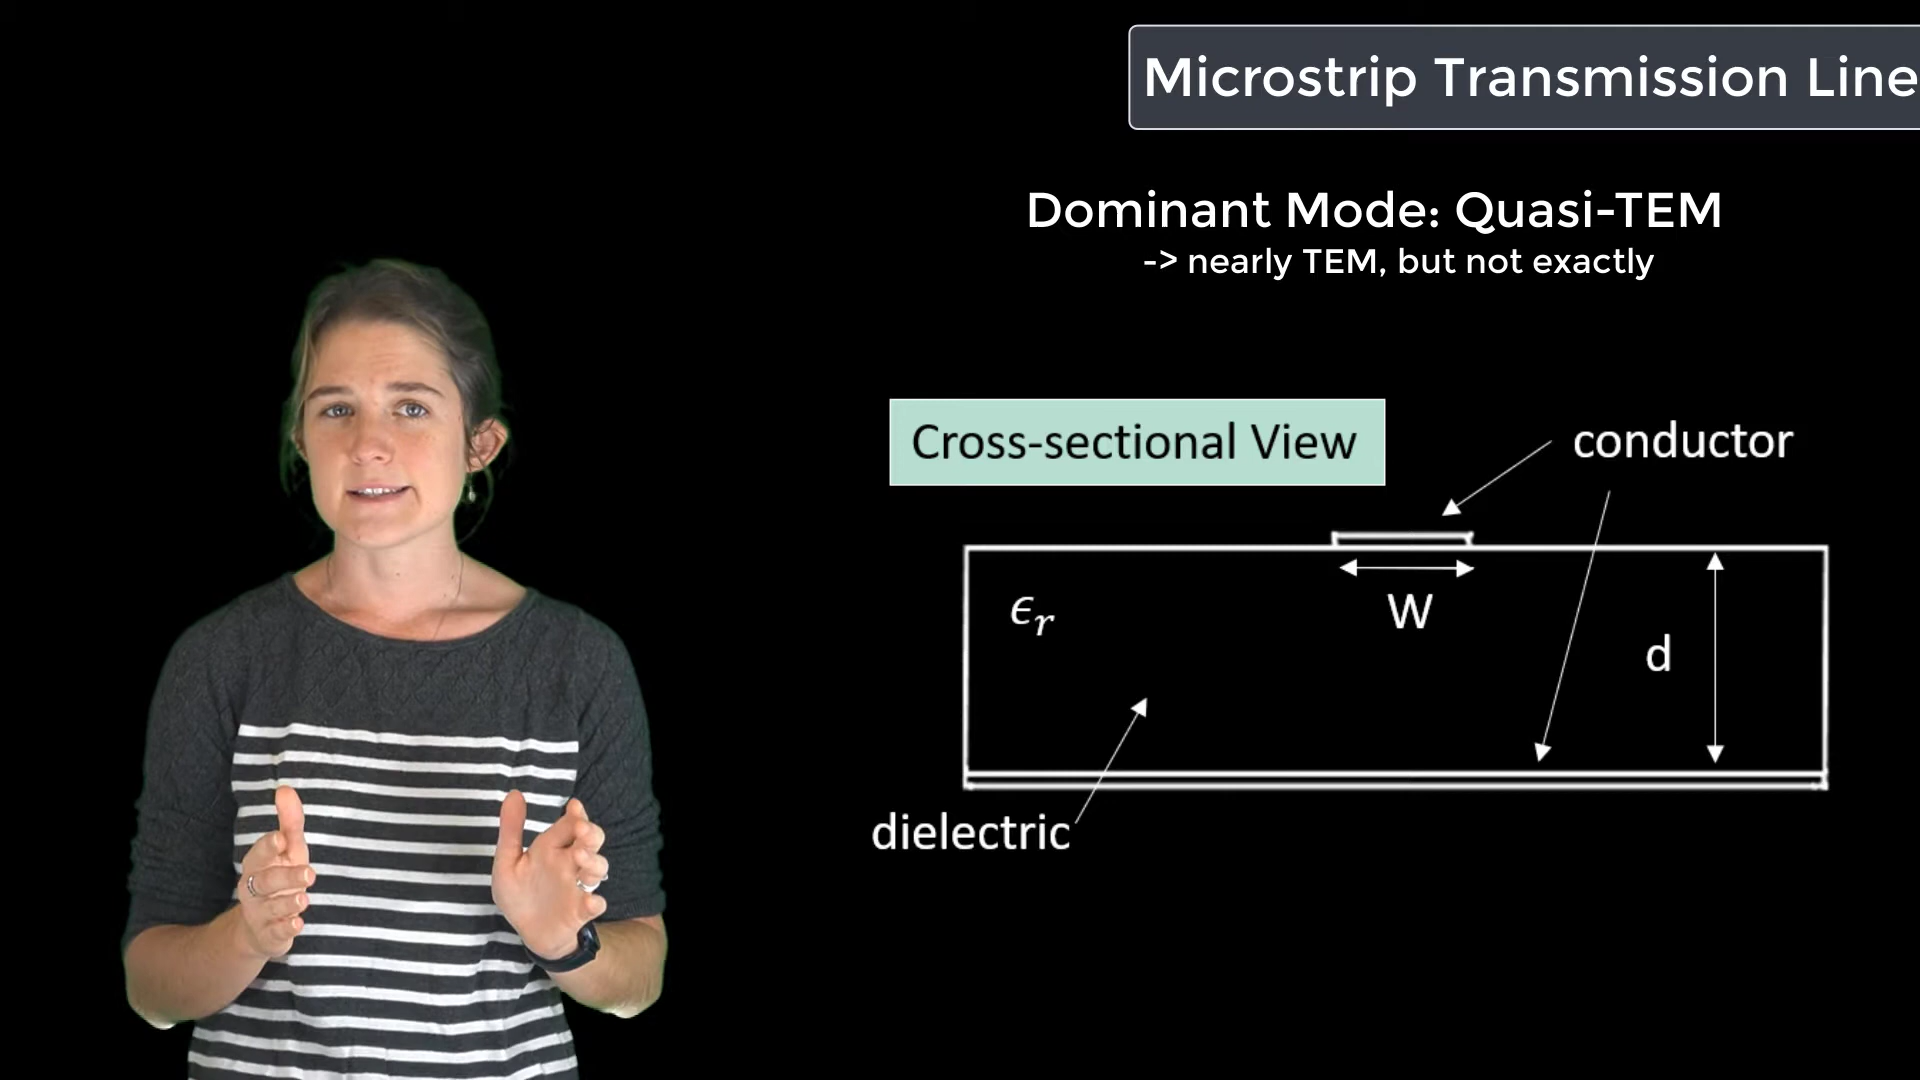 Microstrip Transmission Line
Dominant Mode: Quasi-TEM
-> nearly TEM, but not exactly
Cross-sectional View
conductor
ϵᵣ
W
d
dielectric